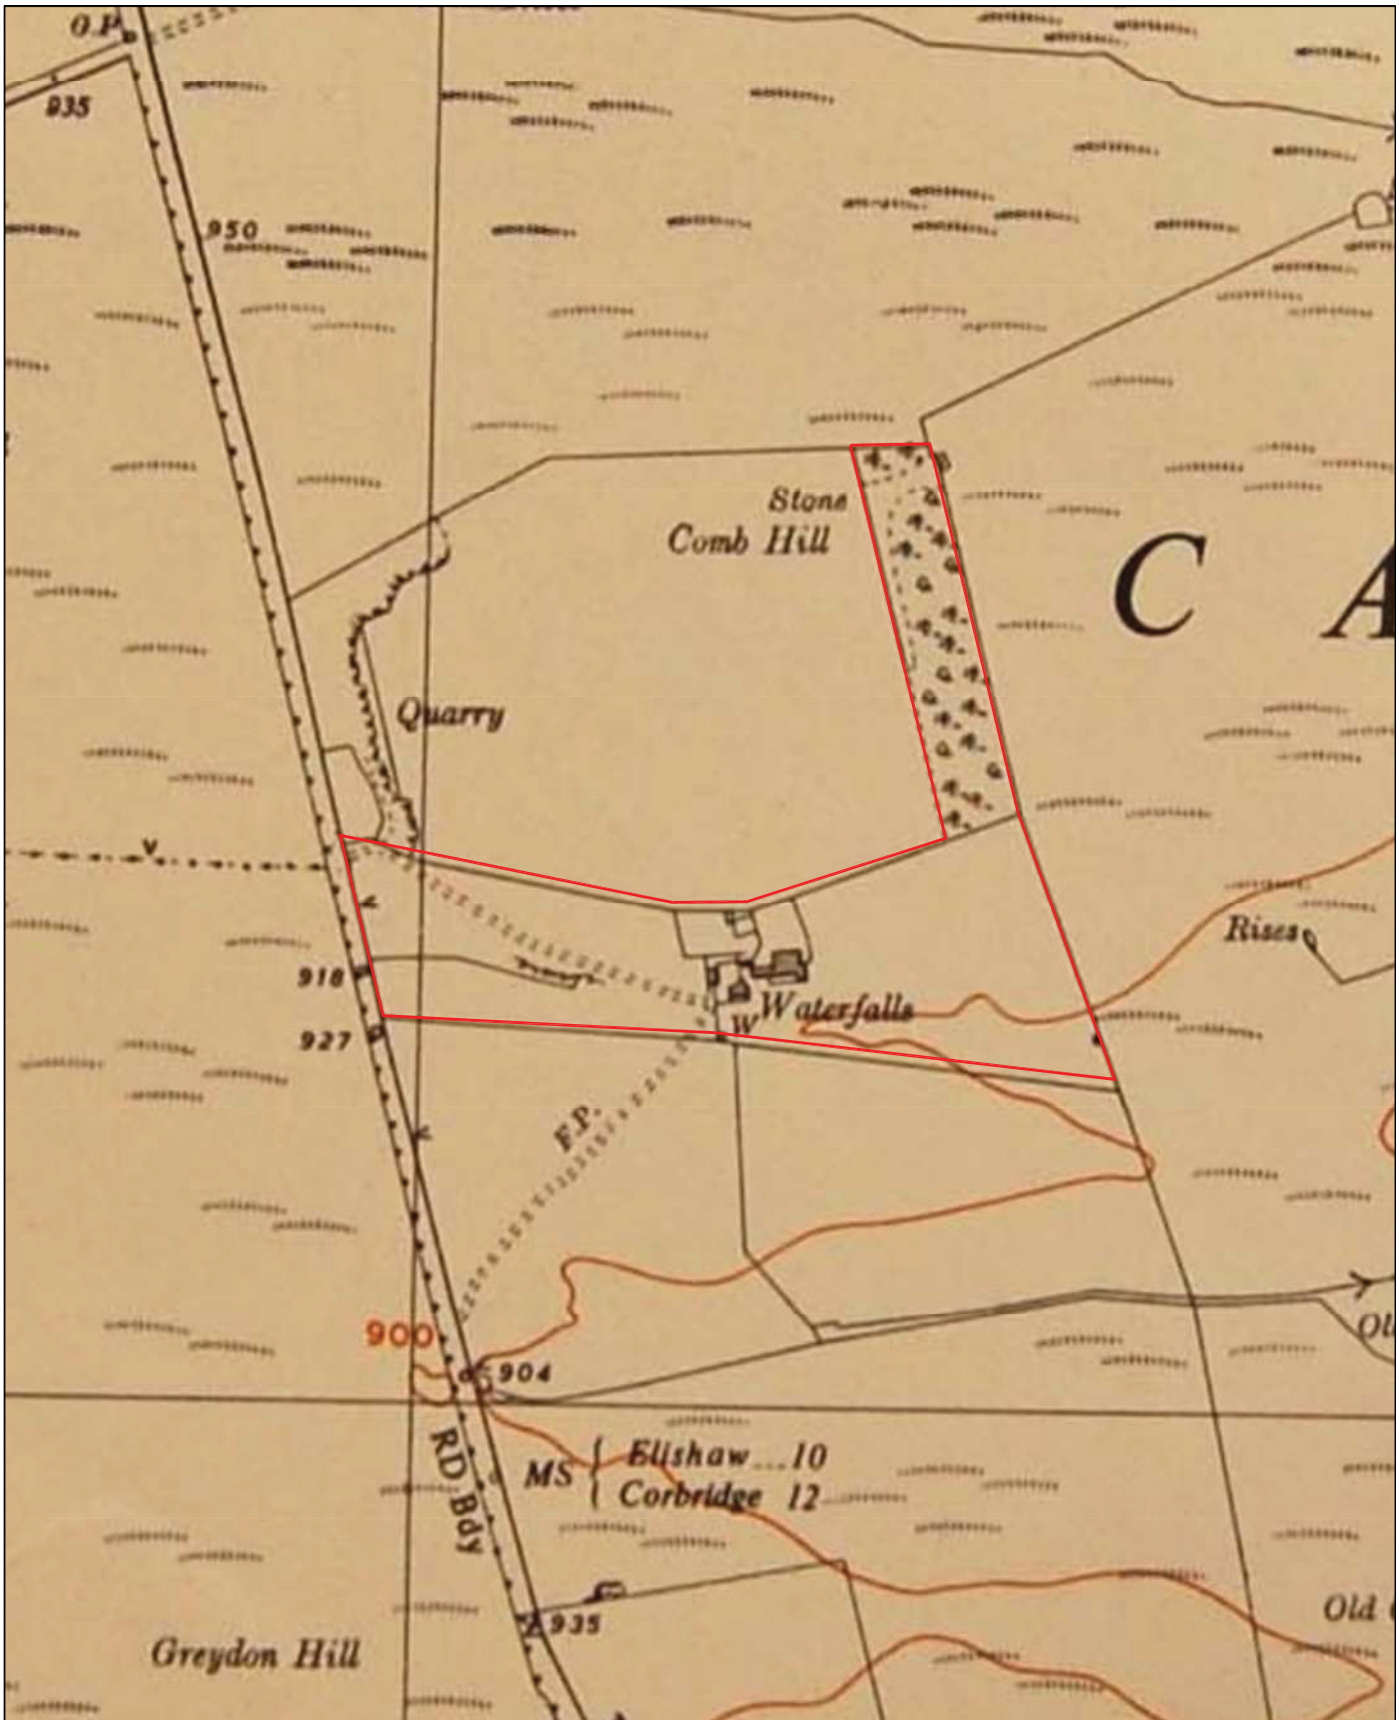 G.P.
935
950
Stone
Comb Hill
C A
Quarry
V
Rises
918
Waterfalls
W
927
F.P.
900
904
Ol
RD. Bdy
MS { Elishaw 10
Corbridge 12
935
Old
Greydon Hill